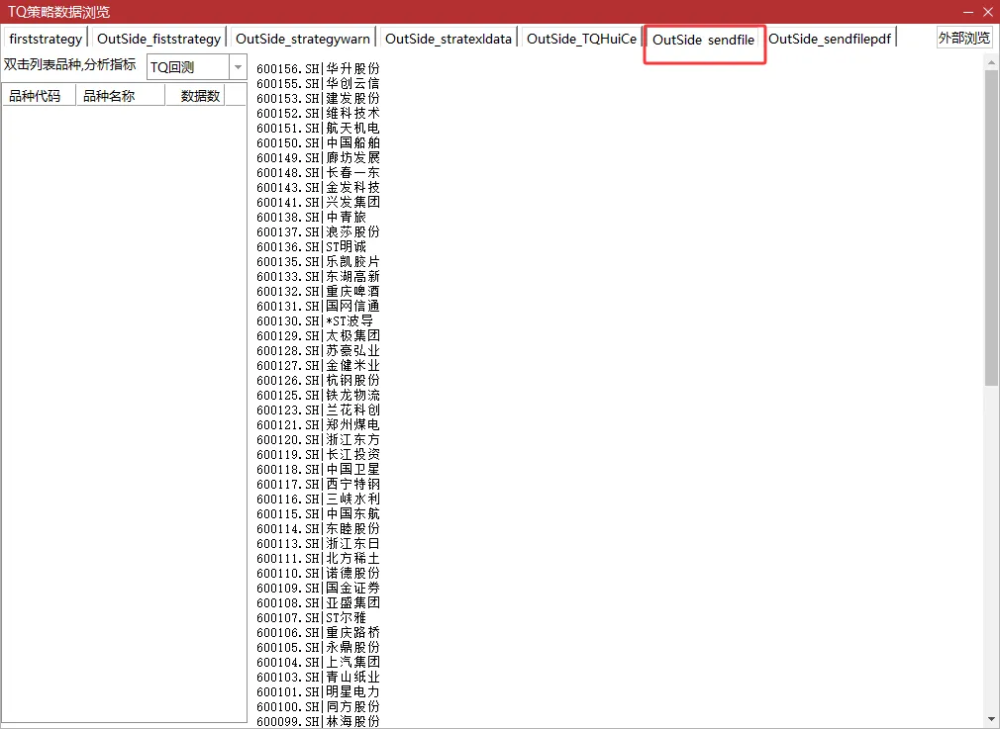 TQ策略数据浏览
firststrategy OutSide_fiststrategy OutSide_strategywarn OutSide_stratexldata OutSide_TQHuiCe OutSide sendfile OutSide_sendfilepdf 外部浏览
双击列表品种,分析指标 TQ回测
品种代码 品种名称 数据数
600156.SH|华升股份
600155.SH|华创云信
600153.SH|建发股份
600152.SH|维科技术
600151.SH|航天机电
600150.SH|中国船舶
600149.SH|廊坊发展
600148.SH|长春一东
600143.SH|金发科技
600141.SH|兴发集团
600138.SH|中青旅
600137.SH|浪莎股份
600136.SH|ST明诚
600135.SH|乐凯胶片
600133.SH|东湖高新
600132.SH|重庆啤酒
600131.SH|国网信通
600130.SH|*ST波导
600129.SH|太极集团
600128.SH|苏豪弘业
600127.SH|金健米业
600126.SH|杭钢股份
600125.SH|铁龙物流
600123.SH|兰花科创
600121.SH|郑州煤电
600120.SH|浙江东方
600119.SH|长江投资
600118.SH|中国卫星
600117.SH|西宁特钢
600116.SH|三峡水利
600115.SH|中国东航
600114.SH|东睦股份
600113.SH|浙江东日
600111.SH|北方稀土
600110.SH|诺德股份
600109.SH|国金证券
600108.SH|亚盛集团
600107.SH|ST尔雅
600106.SH|重庆路桥
600105.SH|永鼎股份
600104.SH|上汽集团
600103.SH|青山纸业
600101.SH|明星电力
600100.SH|同方股份
600099.SH|林海股份